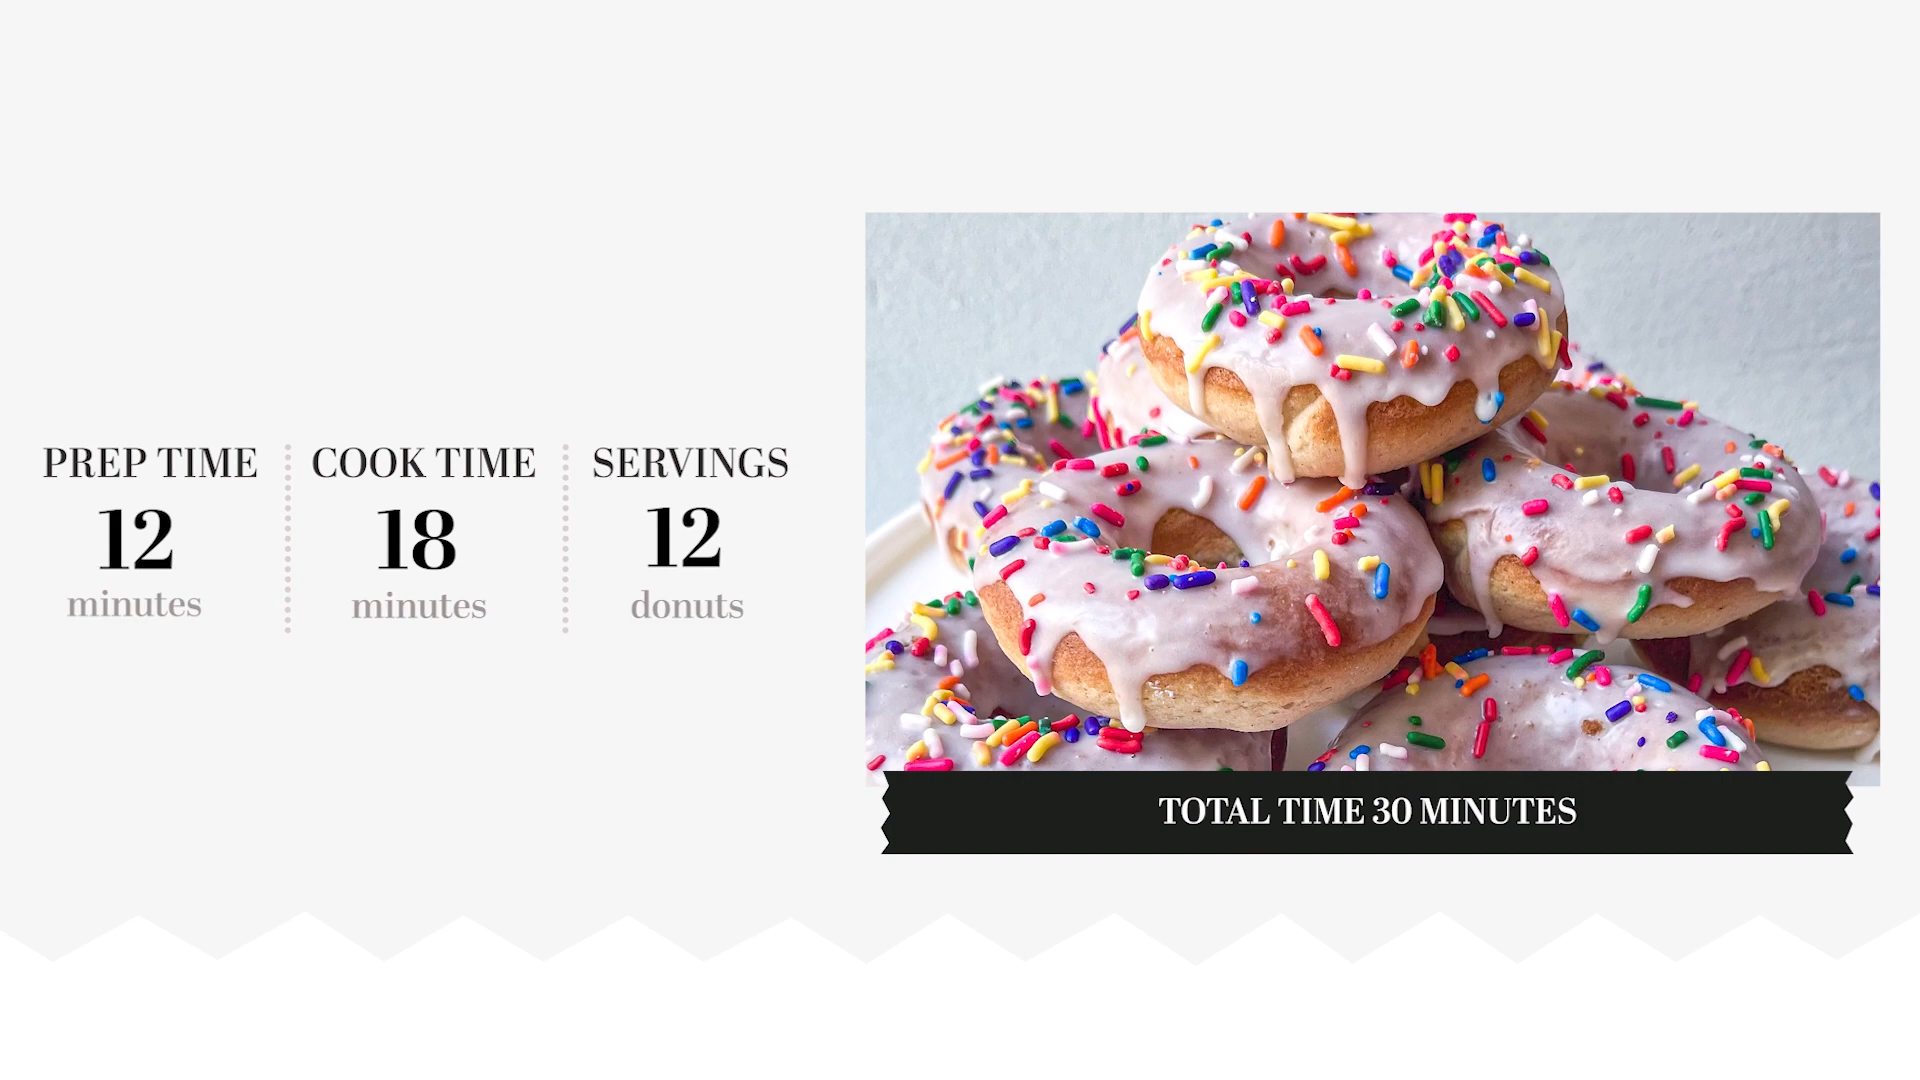 PREP TIME
12
minutes
COOK TIME
18
minutes
SERVINGS
12
donuts
TOTAL TIME 30 MINUTES